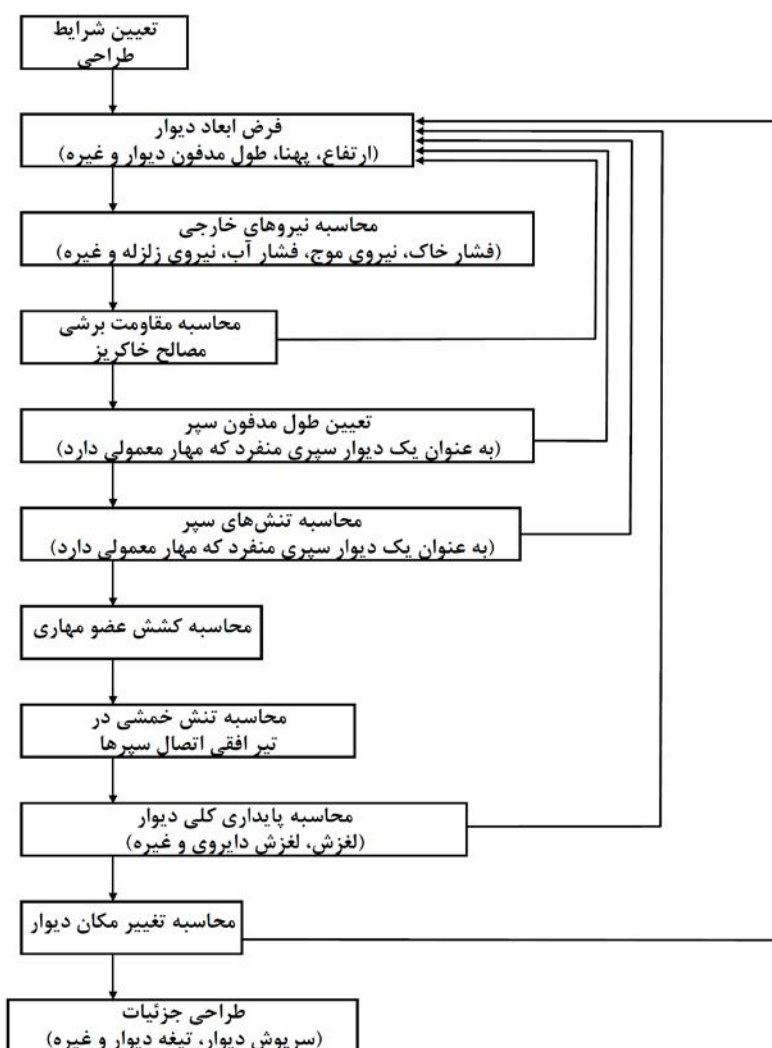 تعیین شرایط
طراحی
فرض ابعاد دیوار
(ارتفاع، پهنا، طول مدفون دیوار و غیره)
محاسبه نیروهای خارجی
(فشار خاک، نیروی موج، فشار آب، نیروی زلزله و غیره)
محاسبه مقاومت برشی
مصالح خاکریز
تعیین طول مدفون سپر
(به عنوان یک دیوار سپری منفرد که مهار معمولی دارد)
محاسبه تنش‌های سپر
(به عنوان یک دیوار سپری منفرد که مهار معمولی دارد)
محاسبه کشش عضو مهاری
محاسبه تنش خمشی در
تیر افقی اتصال سپرها
محاسبه پایداری کلی دیوار
(لغزش، لغزش دایروی و غیره)
محاسبه تغییر مکان دیوار
طراحی جزئیات
(سرپوش دیوار، تیغه دیوار و غیره)